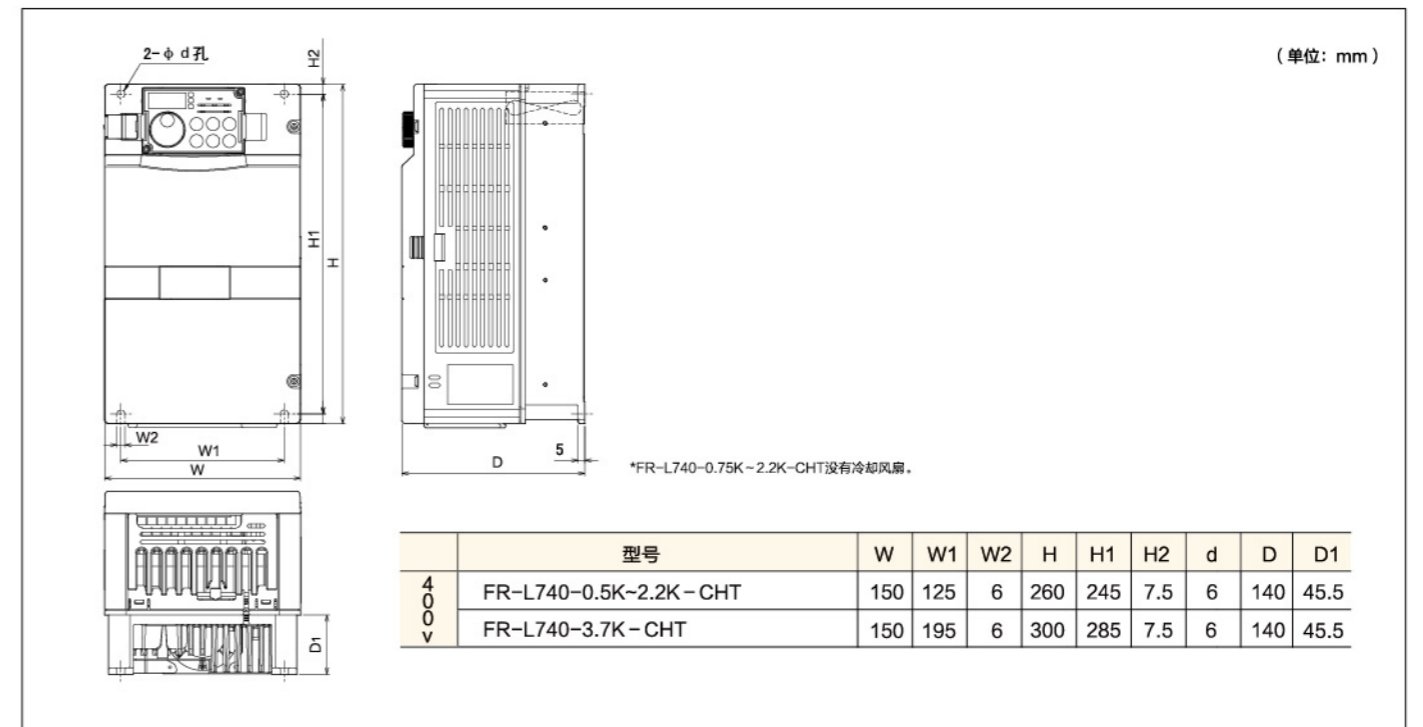 (单位：mm)
2-φ d 孔
H2
H1
H
W2
W1
W
5
D
*FR-L740-0.75K~2.2K-CHT没有冷却风扇。
D1
型号 W W1 W2 H H1 H2 d D D1
400V
FR-L740-0.5K~2.2K-CHT 150 125 6 260 245 7.5 6 140 45.5
FR-L740-3.7K-CHT 150 195 6 300 285 7.5 6 140 45.5